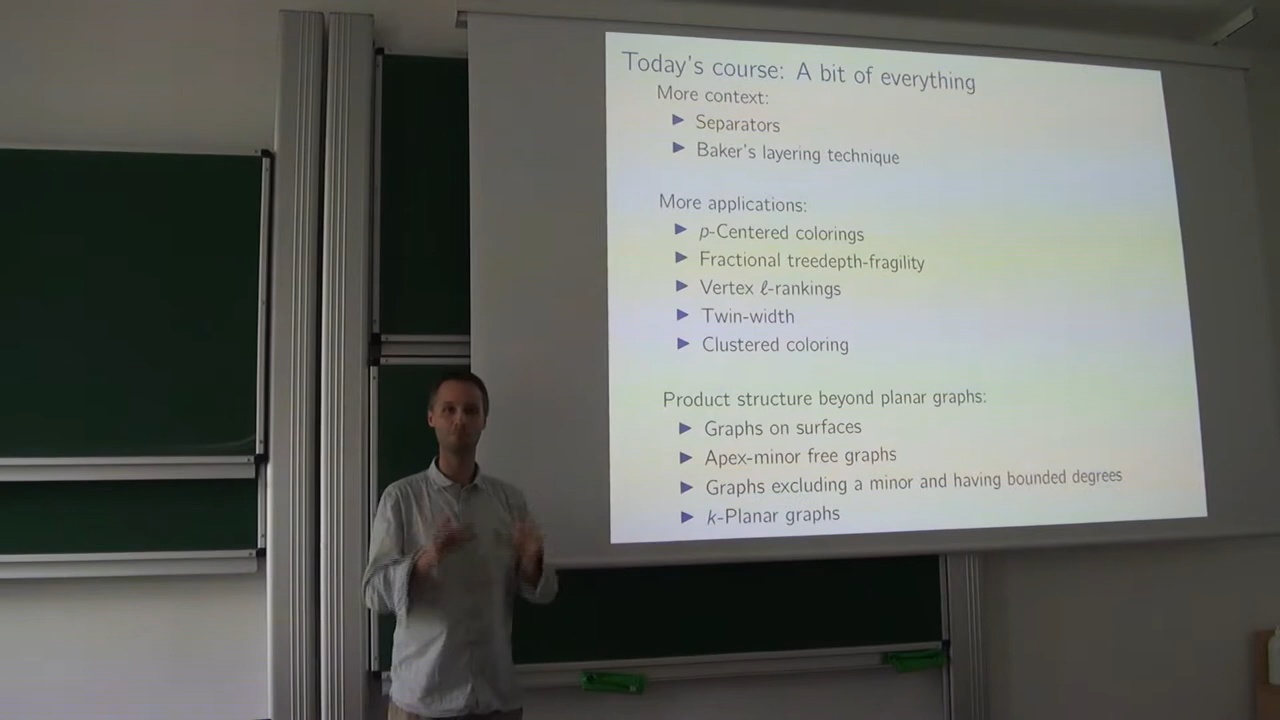 Today's course: A bit of everything
More context:
▶ Separators
▶ Baker's layering technique
More applications:
▶ p-Centered colorings
▶ Fractional treedepth-fragility
▶ Vertex ℓ-rankings
▶ Twin-width
▶ Clustered coloring
Product structure beyond planar graphs:
▶ Graphs on surfaces
▶ Apex-minor free graphs
▶ Graphs excluding a minor and having bounded degrees
▶ k-Planar graphs